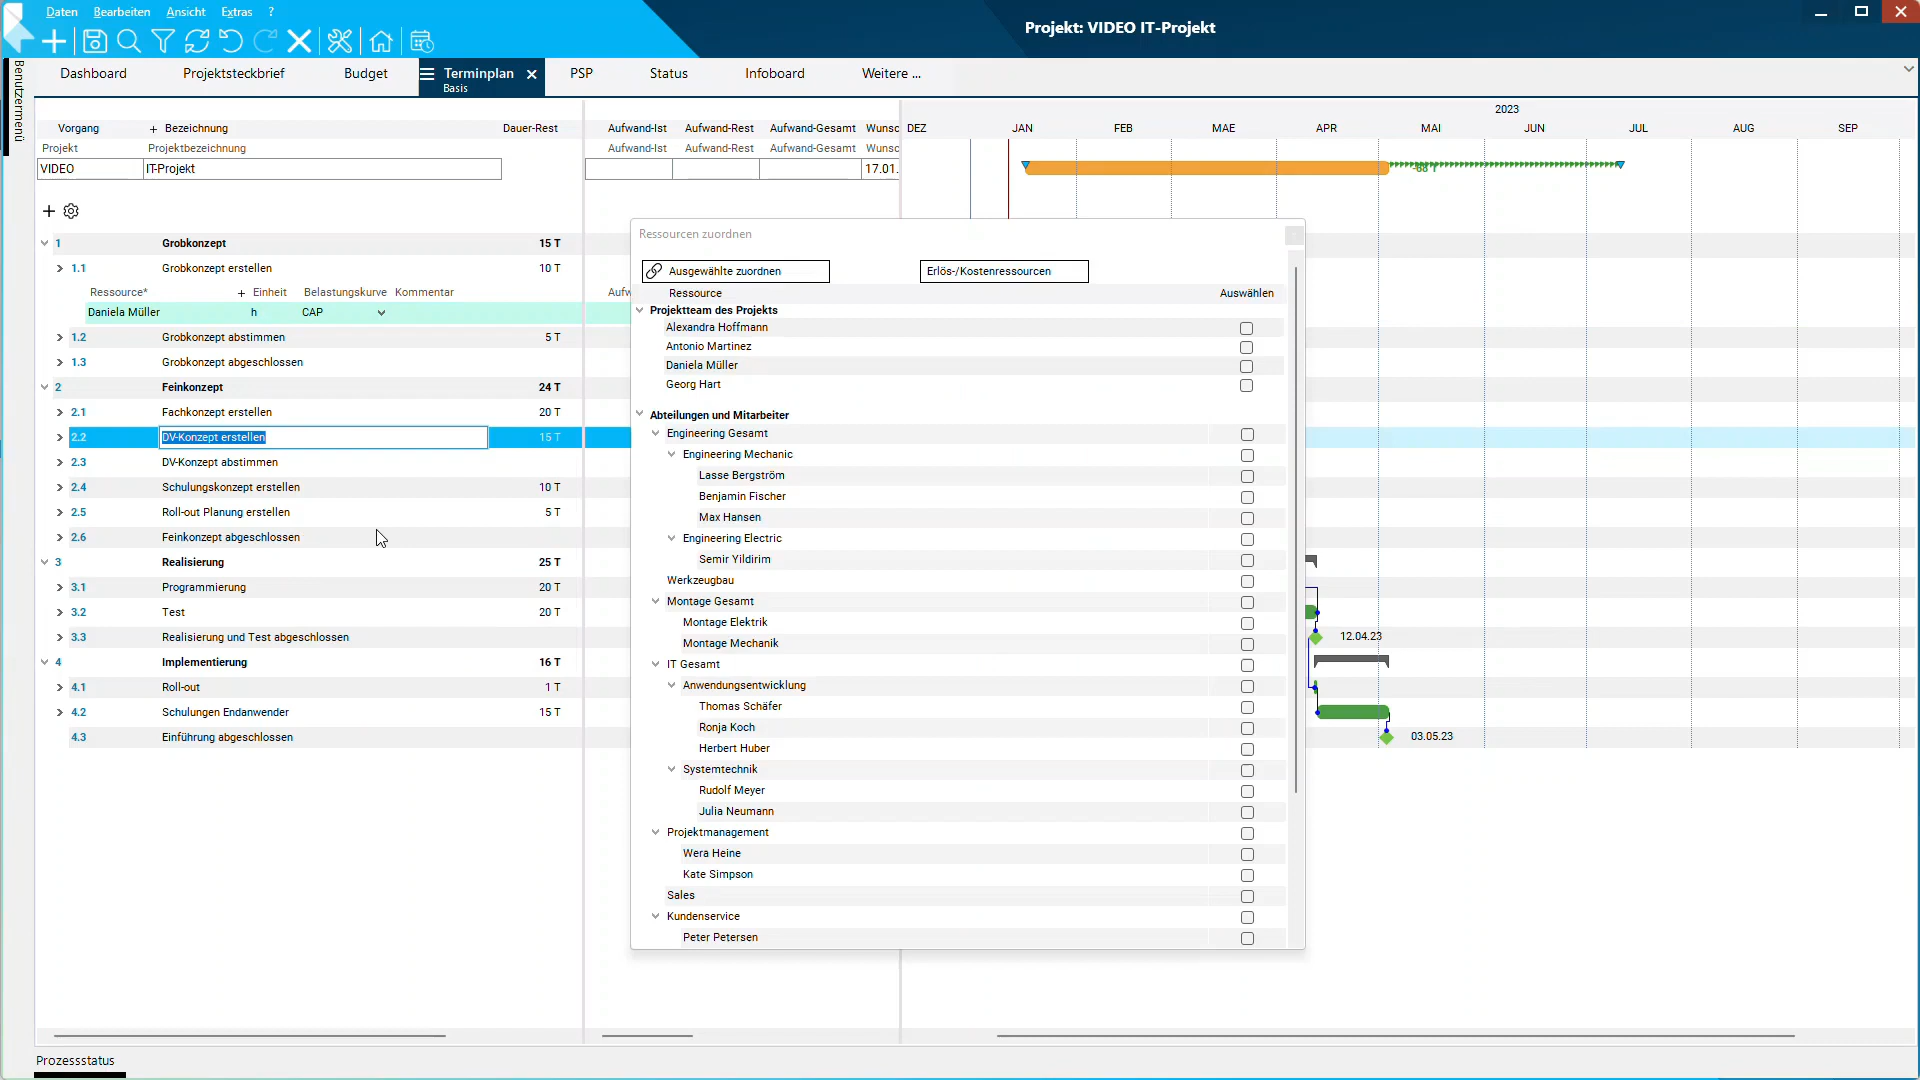 Daten Bearbeiten Ansicht Extras ?
Projekt: VIDEO IT-Projekt
Benutzermenü
Dashboard Projektsteckbrief Budget Terminplan PSP Status Infoboard Weitere ...
Basis
2023
Vorgang + Bezeichnung Dauer-Rest Aufwand-Ist Aufwand-Rest Aufwand-Gesamt Wunsc DEZ JAN FEB MAE APR MAI JUN JUL AUG SEP
Projekt Projektbezeichnung Aufwand-Ist Aufwand-Rest Aufwand-Gesamt Wunsc
VIDEO IT-Projekt 17.01. -68 T
Ressourcen zuordnen
Ausgewählte zuordnen Erlös-/Kostenressourcen
Ressource Auswählen
Projektteam des Projekts
Alexandra Hoffmann
Antonio Martinez
Daniela Müller
Georg Hart
Abteilungen und Mitarbeiter
Engineering Gesamt
Engineering Mechanic
Lasse Bergström
Benjamin Fischer
Max Hansen
Engineering Electric
Semir Yildirim
Werkzeugbau
Montage Gesamt
Montage Elektrik
Montage Mechanik
IT Gesamt
Anwendungsentwicklung
Thomas Schäfer
Ronja Koch
Herbert Huber
Systemtechnik
Rudolf Meyer
Julia Neumann
Projektmanagement
Wera Heine
Kate Simpson
Sales
Kundenservice
Peter Petersen
1 Grobkonzept 15 T
1.1 Grobkonzept erstellen 10 T
Ressource* + Einheit Belastungskurve Kommentar Aufw
Daniela Müller h CAP
1.2 Grobkonzept abstimmen 5 T
1.3 Grobkonzept abgeschlossen
2 Feinkonzept 24 T
2.1 Fachkonzept erstellen 20 T
2.2 DV-Konzept erstellen 15 T
2.3 DV-Konzept abstimmen
2.4 Schulungskonzept erstellen 10 T
2.5 Roll-out Planung erstellen 5 T
2.6 Feinkonzept abgeschlossen
3 Realisierung 25 T
3.1 Programmierung 20 T
3.2 Test 20 T
3.3 Realisierung und Test abgeschlossen 12.04.23
4 Implementierung 16 T
4.1 Roll-out 1 T
4.2 Schulungen Endanwender 15 T
4.3 Einführung abgeschlossen 03.05.23
Prozessstatus